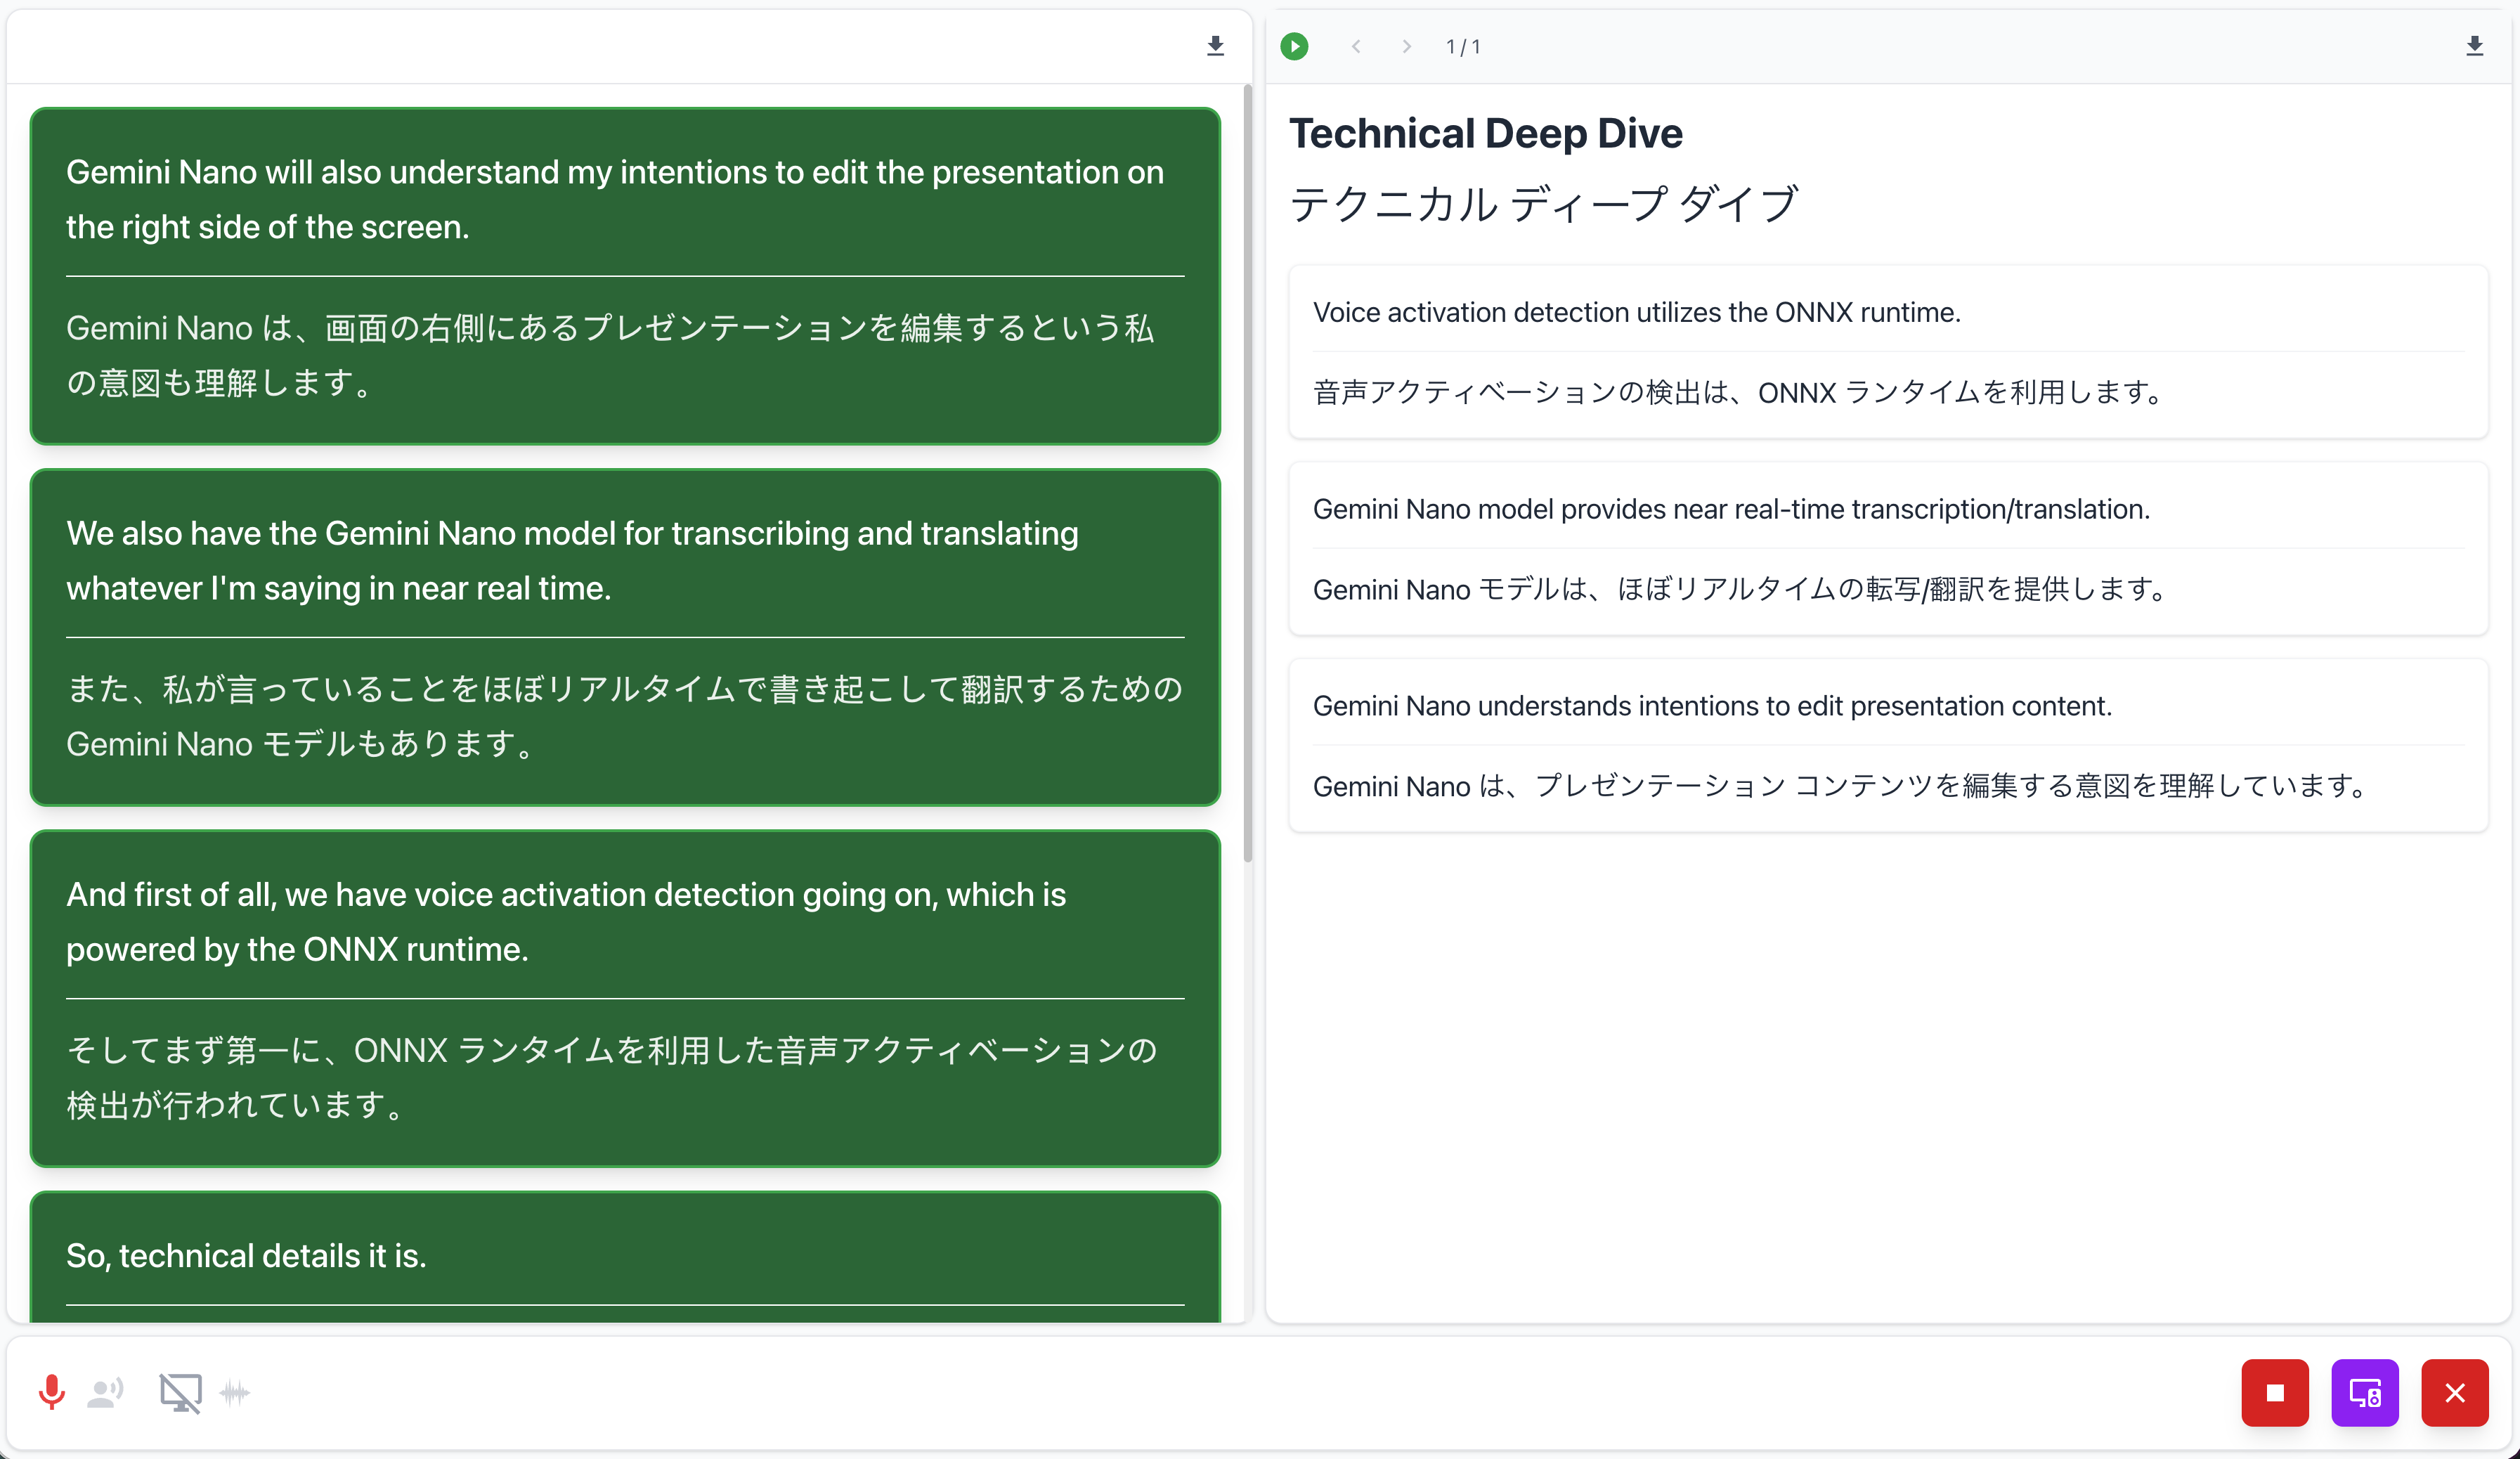 Gemini Nano will also understand my intentions to edit the presentation on
the right side of the screen.
Gemini Nano は、画面の右側にあるプレゼンテーションを編集するという私
の意図も理解します。
We also have the Gemini Nano model for transcribing and translating
whatever I'm saying in near real time.
また、私が言っていることをほぼリアルタイムで書き起こして翻訳するための
Gemini Nano モデルもあります。
And first of all, we have voice activation detection going on, which is
powered by the ONNX runtime.
そしてまず第一に、ONNX ランタイムを利用した音声アクティベーションの
検出が行われています。
So, technical details it is.
1 / 1
Technical Deep Dive
テクニカル ディープ ダイブ
Voice activation detection utilizes the ONNX runtime.
音声アクティベーションの検出は、ONNX ランタイムを利用します。
Gemini Nano model provides near real-time transcription/translation.
Gemini Nano モデルは、ほぼリアルタイムの転写/翻訳を提供します。
Gemini Nano understands intentions to edit presentation content.
Gemini Nano は、プレゼンテーション コンテンツを編集する意図を理解しています。